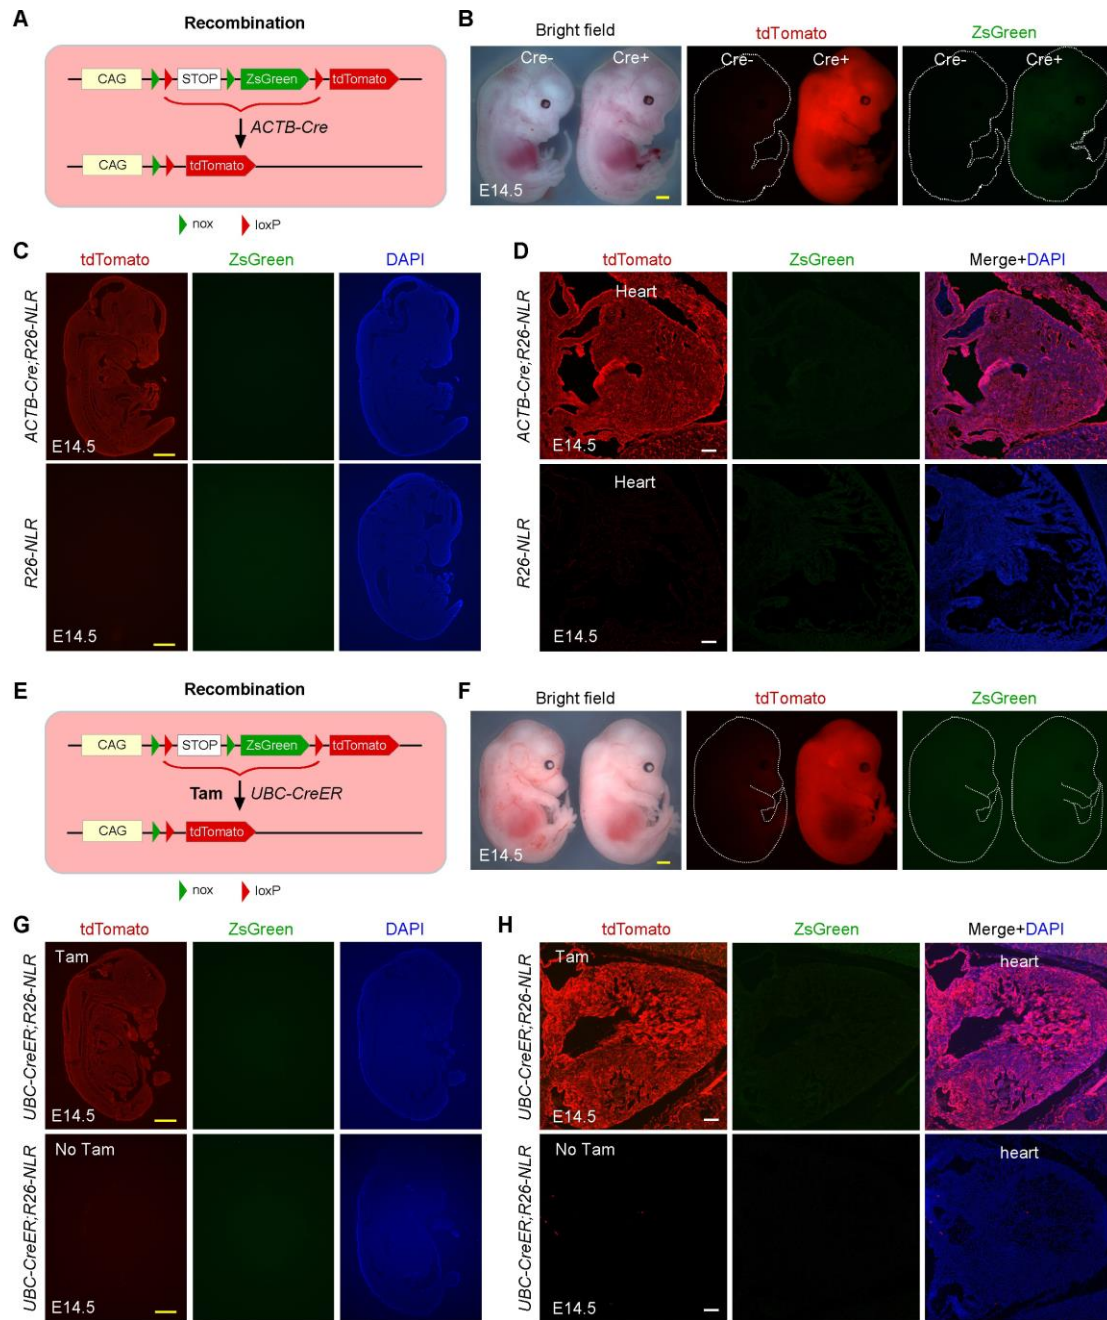 A
Recombination
CAG STOP ZsGreen tdTomato
ACTB-Cre
CAG tdTomato
nox loxP
B
Bright field tdTomato ZsGreen
Cre- Cre+ Cre- Cre+ Cre- Cre+
E14.5
C
tdTomato ZsGreen DAPI
ACTB-Cre;R26-NLR
E14.5
R26-NLR
E14.5
D
tdTomato ZsGreen Merge+DAPI
ACTB-Cre;R26-NLR
Heart
E14.5
R26-NLR
Heart
E14.5
E
Recombination
CAG STOP ZsGreen tdTomato
Tam UBC-CreER
CAG tdTomato
nox loxP
F
Bright field tdTomato ZsGreen
E14.5
G
tdTomato ZsGreen DAPI
UBC-CreER;R26-NLR
Tam
E14.5
UBC-CreER;R26-NLR
No Tam
E14.5
H
tdTomato ZsGreen Merge+DAPI
UBC-CreER;R26-NLR
Tam heart
E14.5
UBC-CreER;R26-NLR
No Tam heart
E14.5